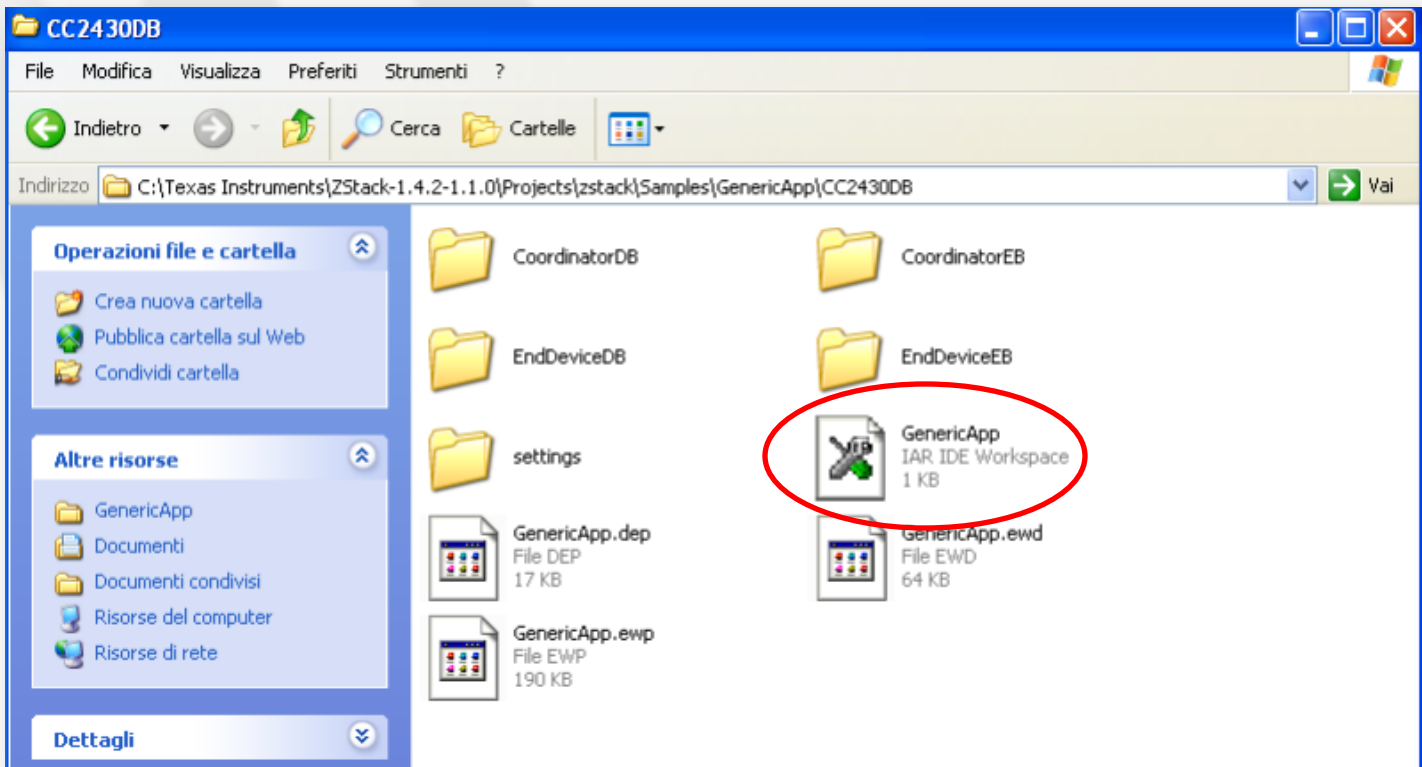 CC2430DB
File Modifica Visualizza Preferiti Strumenti ?
Indietro Cerca Cartelle
Indirizzo C:\Texas Instruments\ZStack-1.4.2-1.1.0\Projects\zstack\Samples\GenericApp\CC2430DB Vai
Operazioni file e cartella
Crea nuova cartella
Pubblica cartella sul Web
Condividi cartella
Altre risorse
GenericApp
Documenti
Documenti condivisi
Risorse del computer
Risorse di rete
Dettagli
CoordinatorDB
CoordinatorEB
EndDeviceDB
EndDeviceEB
settings
GenericApp
IAR IDE Workspace
1 KB
GenericApp.dep
File DEP
17 KB
GenericApp.ewd
File EWD
64 KB
GenericApp.ewp
File EWP
190 KB